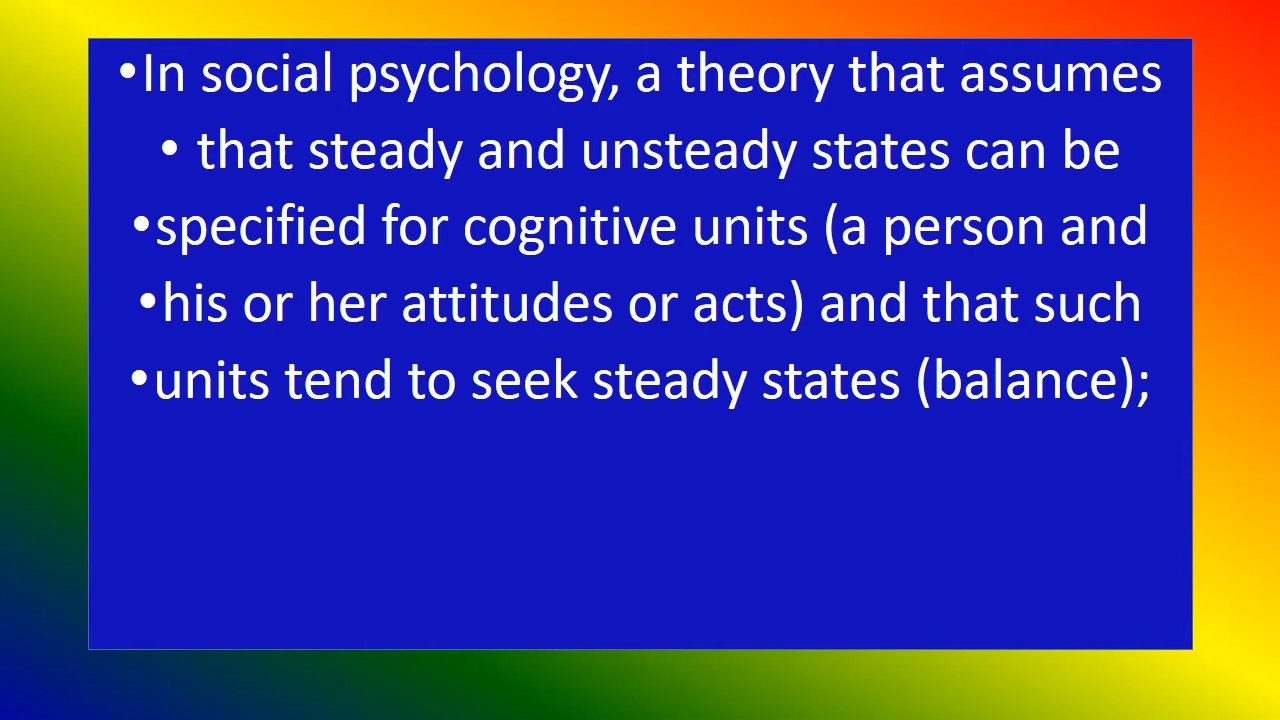 •In social psychology, a theory that assumes
• that steady and unsteady states can be
•specified for cognitive units (a person and
•his or her attitudes or acts) and that such
•units tend to seek steady states (balance);